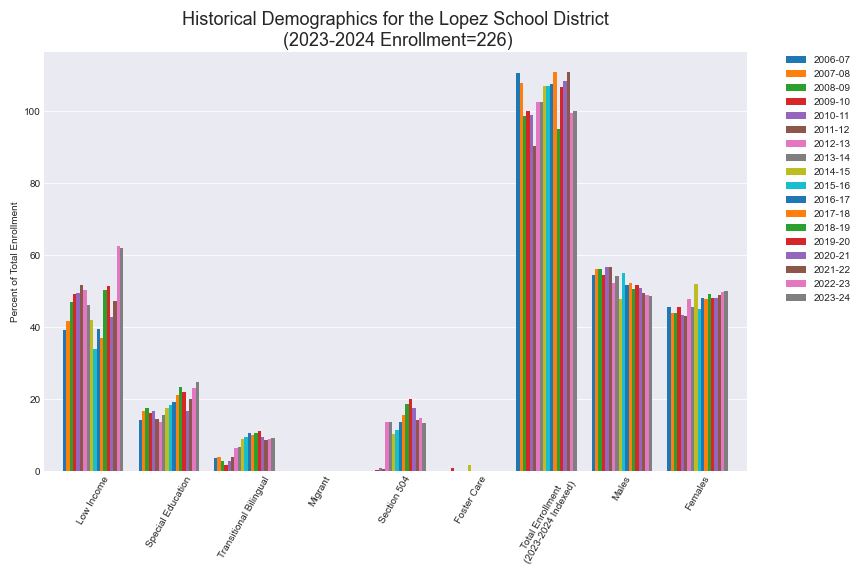 Historical Demographics for the Lopez School District
(2023-2024 Enrollment=226)
Percent of Total Enrollment
100
80
60
40
20
0
Low Income
Special Education
Transitional Bilingual
Migrant
Section 504
Foster Care
Total Enrollment
(2023-2024 Indexed)
Males
Females
2006-07
2007-08
2008-09
2009-10
2010-11
2011-12
2012-13
2013-14
2014-15
2015-16
2016-17
2017-18
2018-19
2019-20
2020-21
2021-22
2022-23
2023-24